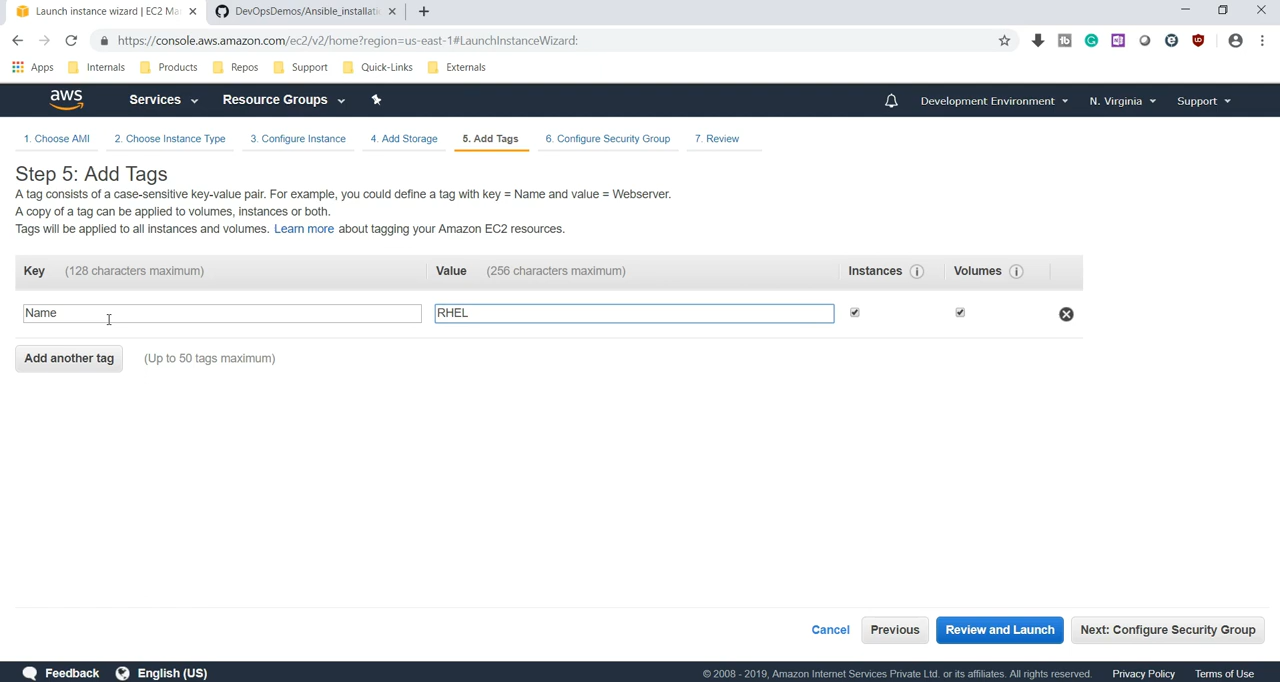 Launch instance wizard | EC2 Ma
DevOpsDemos/Ansible_installati
https://console.aws.amazon.com/ec2/v2/home?region=us-east-1#LaunchInstanceWizard:
Apps Internals Products Repos Support Quick-Links Externals
aws Services Resource Groups Development Environment N. Virginia Support
1. Choose AMI 2. Choose Instance Type 3. Configure Instance 4. Add Storage 5. Add Tags 6. Configure Security Group 7. Review
Step 5: Add Tags
A tag consists of a case-sensitive key-value pair. For example, you could define a tag with key = Name and value = Webserver.
A copy of a tag can be applied to volumes, instances or both.
Tags will be applied to all instances and volumes. Learn more about tagging your Amazon EC2 resources.
Key (128 characters maximum) Value (256 characters maximum) Instances i Volumes i
Name RHEL
Add another tag (Up to 50 tags maximum)
Cancel Previous Review and Launch Next: Configure Security Group
Feedback English (US) © 2008 - 2019, Amazon Internet Services Private Ltd. or its affiliates. All rights reserved. Privacy Policy Terms of Use